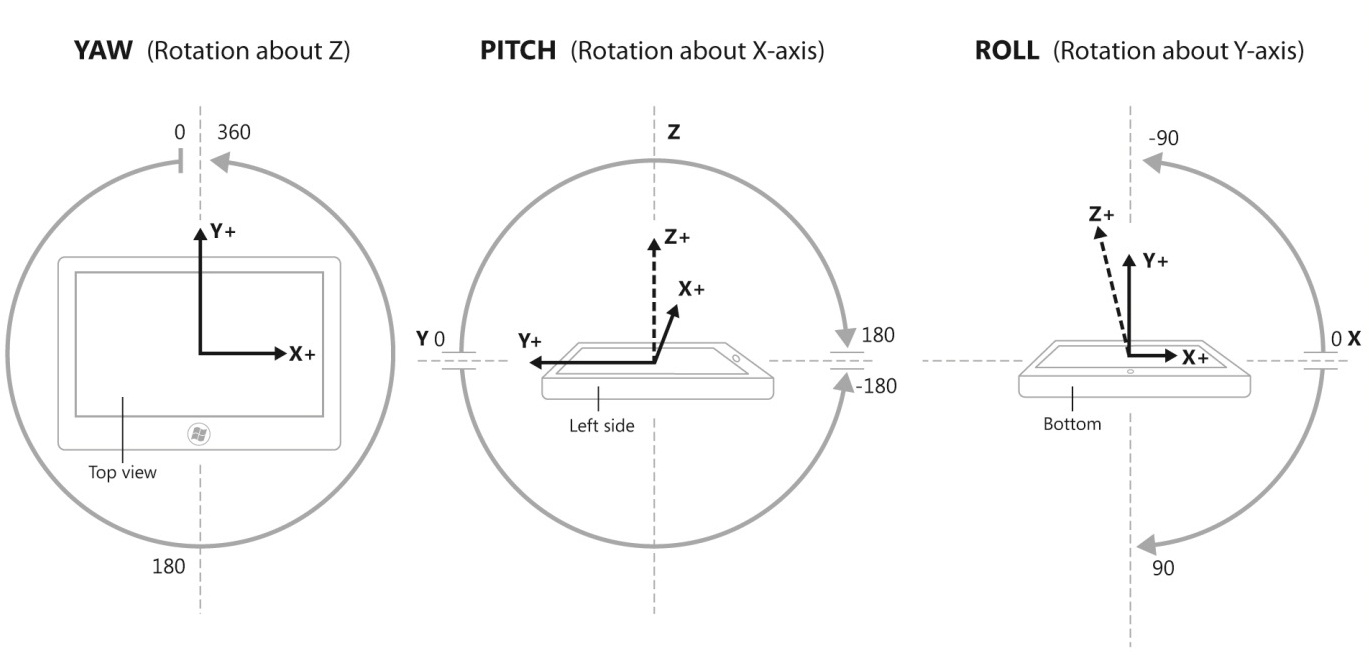 YAW (Rotation about Z)
0 360
Y+
X+
Top view
180
PITCH (Rotation about X-axis)
Z
Z+
X+
Y 0
Y+
180
-180
Left side
ROLL (Rotation about Y-axis)
-90
Z+
Y+
0 X
X+
Bottom
90